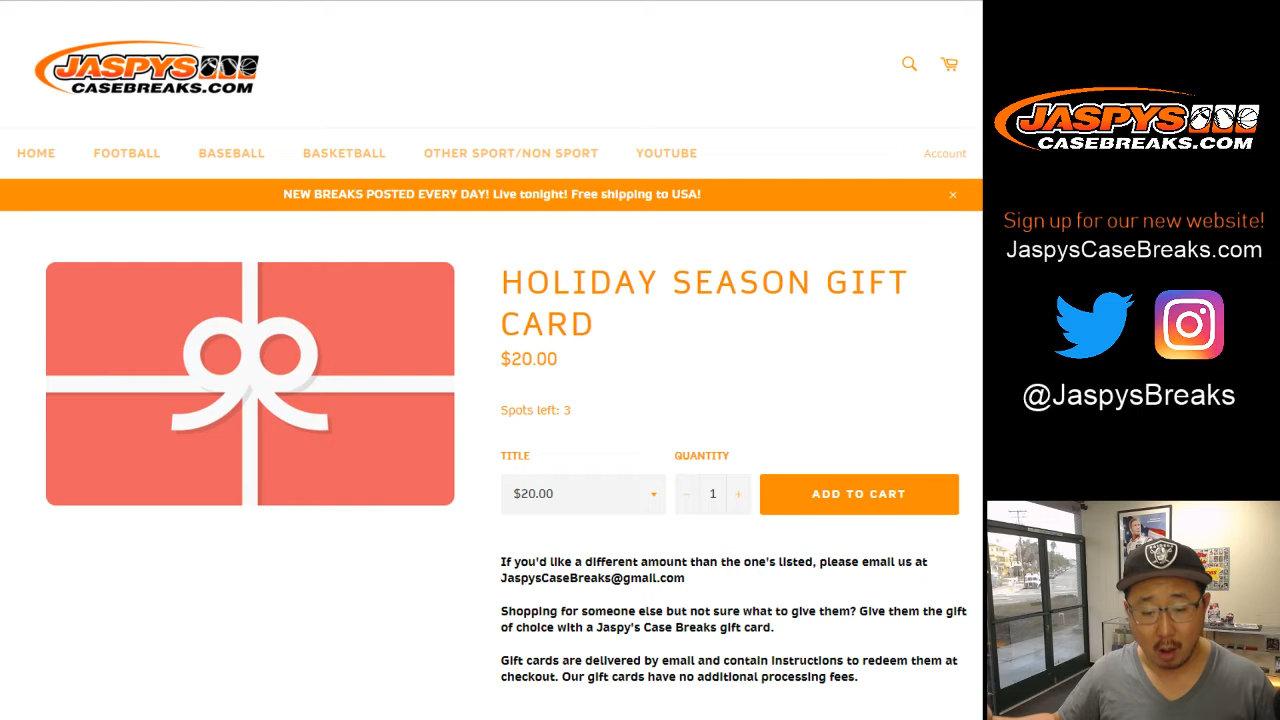 JASPYS
CASEBREAKS.COM
HOME FOOTBALL BASEBALL BASKETBALL OTHER SPORT/NON SPORT YOUTUBE Account
NEW BREAKS POSTED EVERY DAY! Live tonight! Free shipping to USA! ×
HOLIDAY SEASON GIFT
CARD
$20.00
Spots left: 3
TITLE QUANTITY
$20.00 − 1 + ADD TO CART
If you'd like a different amount than the one's listed, please email us at
JaspysCaseBreaks@gmail.com
Shopping for someone else but not sure what to give them? Give them the gift
of choice with a Jaspy's Case Breaks gift card.
Gift cards are delivered by email and contain instructions to redeem them at
checkout. Our gift cards have no additional processing fees.
JASPYS
CASEBREAKS.COM
Sign up for our new website!
JaspysCaseBreaks.com
@JaspysBreaks